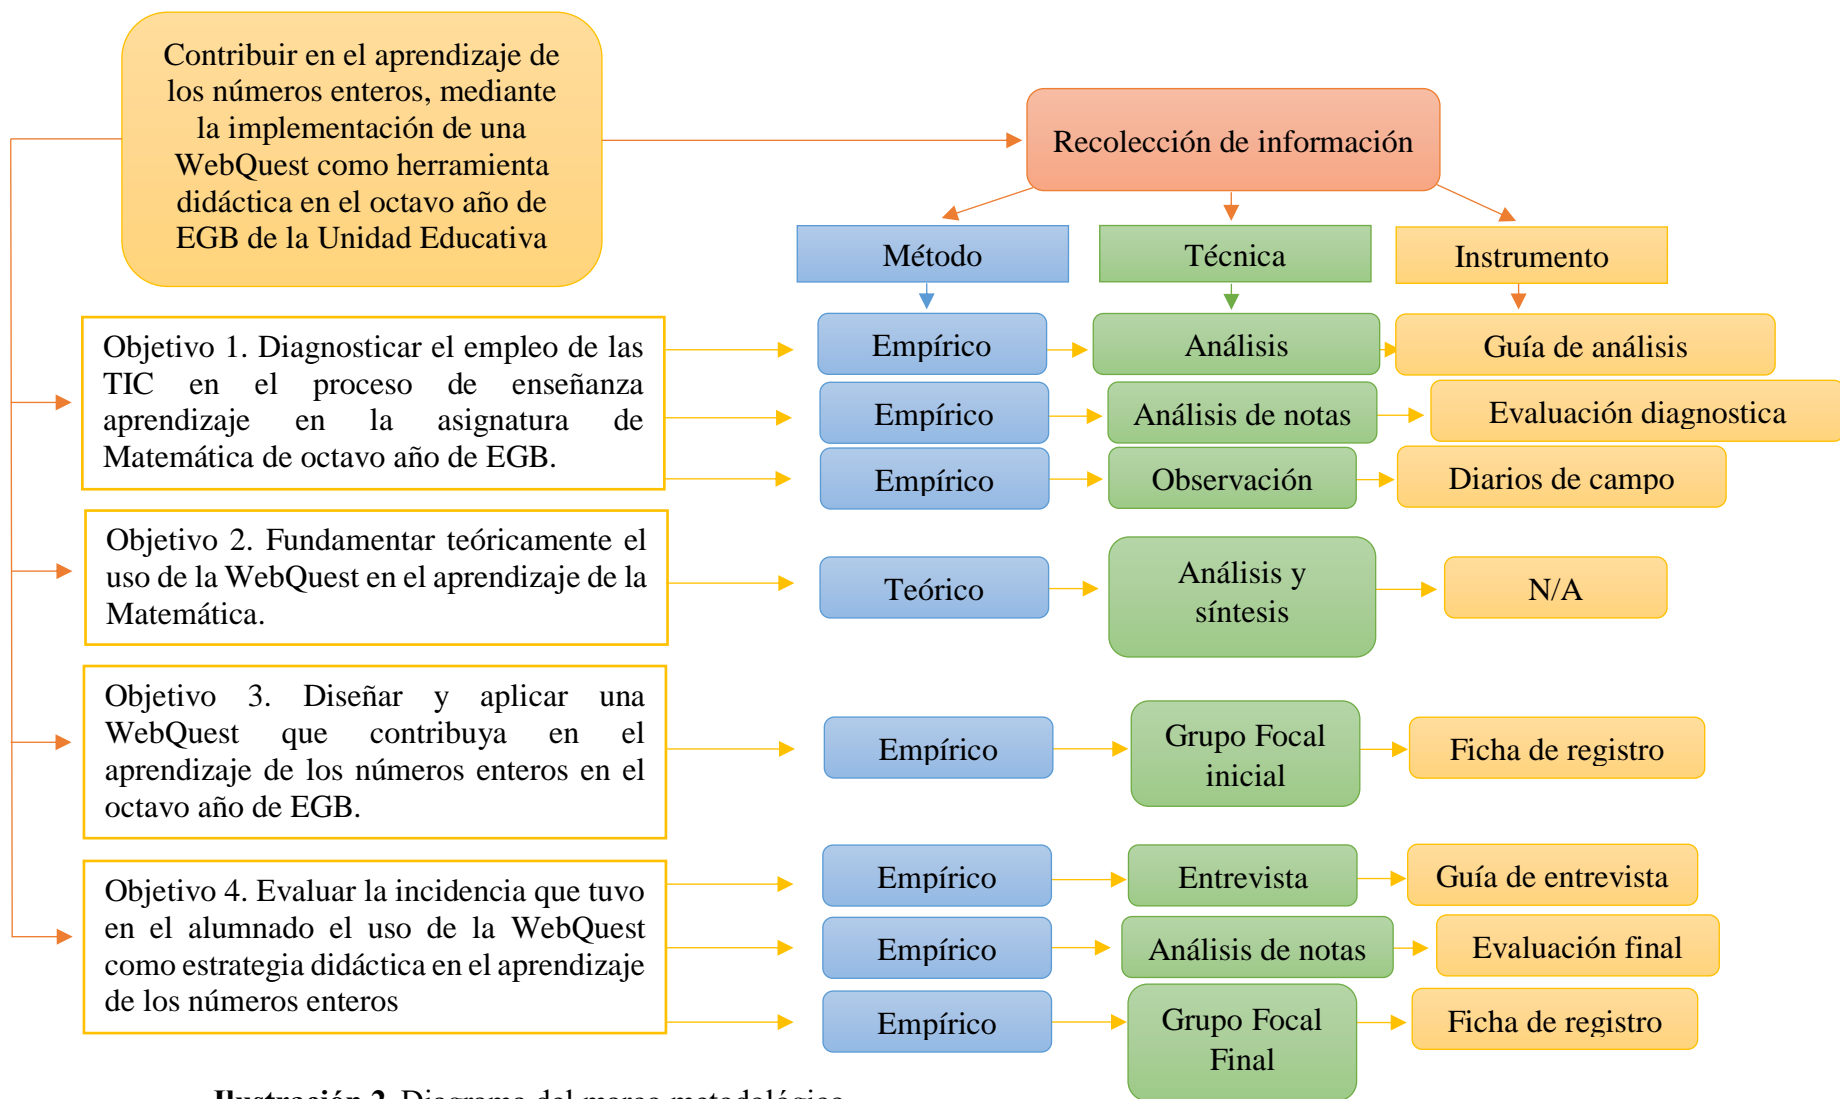 Contribuir en el aprendizaje de
los números enteros, mediante
la implementación de una
WebQuest como herramienta
didáctica en el octavo año de
EGB de la Unidad Educativa
Recolección de información
Método
Técnica
Instrumento
Objetivo 1. Diagnosticar el empleo de las
TIC en el proceso de enseñanza
aprendizaje en la asignatura de
Matemática de octavo año de EGB.
Empírico
Análisis
Guía de análisis
Empírico
Análisis de notas
Evaluación diagnostica
Empírico
Observación
Diarios de campo
Objetivo 2. Fundamentar teóricamente el
uso de la WebQuest en el aprendizaje de la
Matemática.
Teórico
Análisis y
síntesis
N/A
Objetivo 3. Diseñar y aplicar una
WebQuest que contribuya en el
aprendizaje de los números enteros en el
octavo año de EGB.
Empírico
Grupo Focal
inicial
Ficha de registro
Objetivo 4. Evaluar la incidencia que tuvo
en el alumnado el uso de la WebQuest
como estrategia didáctica en el aprendizaje
de los números enteros
Empírico
Entrevista
Guía de entrevista
Empírico
Análisis de notas
Evaluación final
Empírico
Grupo Focal
Final
Ficha de registro
Ilustración 2. Diagrama del marco metodológico